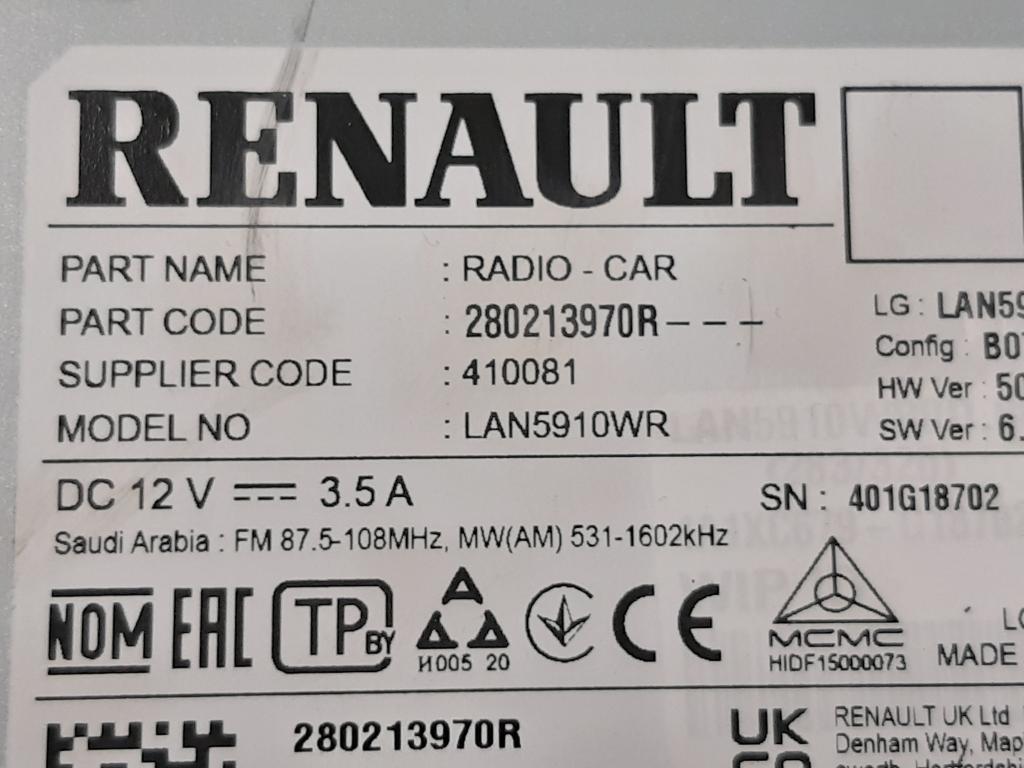 RENAULT
PART NAME : RADIO - CAR
PART CODE : 280213970R---
SUPPLIER CODE : 410081
MODEL NO : LAN5910WR
LG : LAN59
Config : B0
HW Ver : 50
SW Ver : 6.
DC 12 V 3.5 A
SN : 401G18702
Saudi Arabia : FM 87.5-108MHz, MW(AM) 531-1602kHz
NOM EAC TP BY И005 20 CE MCMC
HIDF15000073
MADE
280213970R
UK
RENAULT UK Ltd
Denham Way, Map